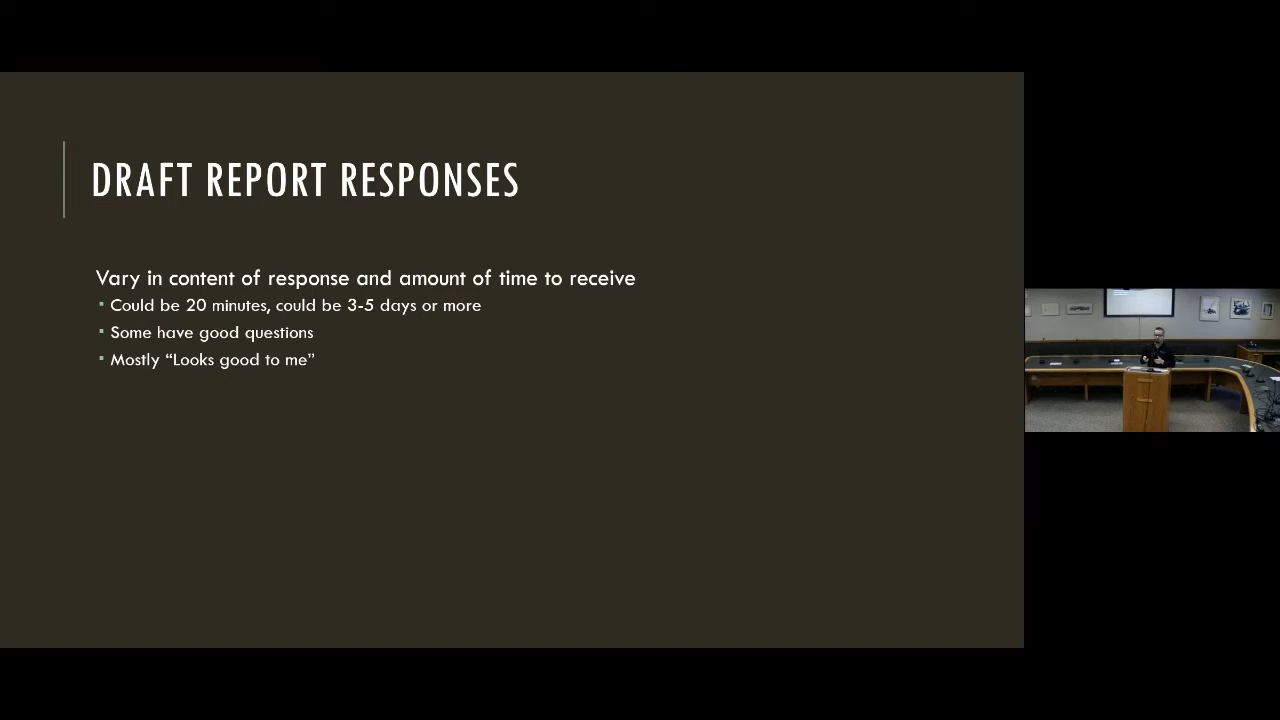 DRAFT REPORT RESPONSES
Vary in content of response and amount of time to receive
▪ Could be 20 minutes, could be 3-5 days or more
▪ Some have good questions
▪ Mostly “Looks good to me”